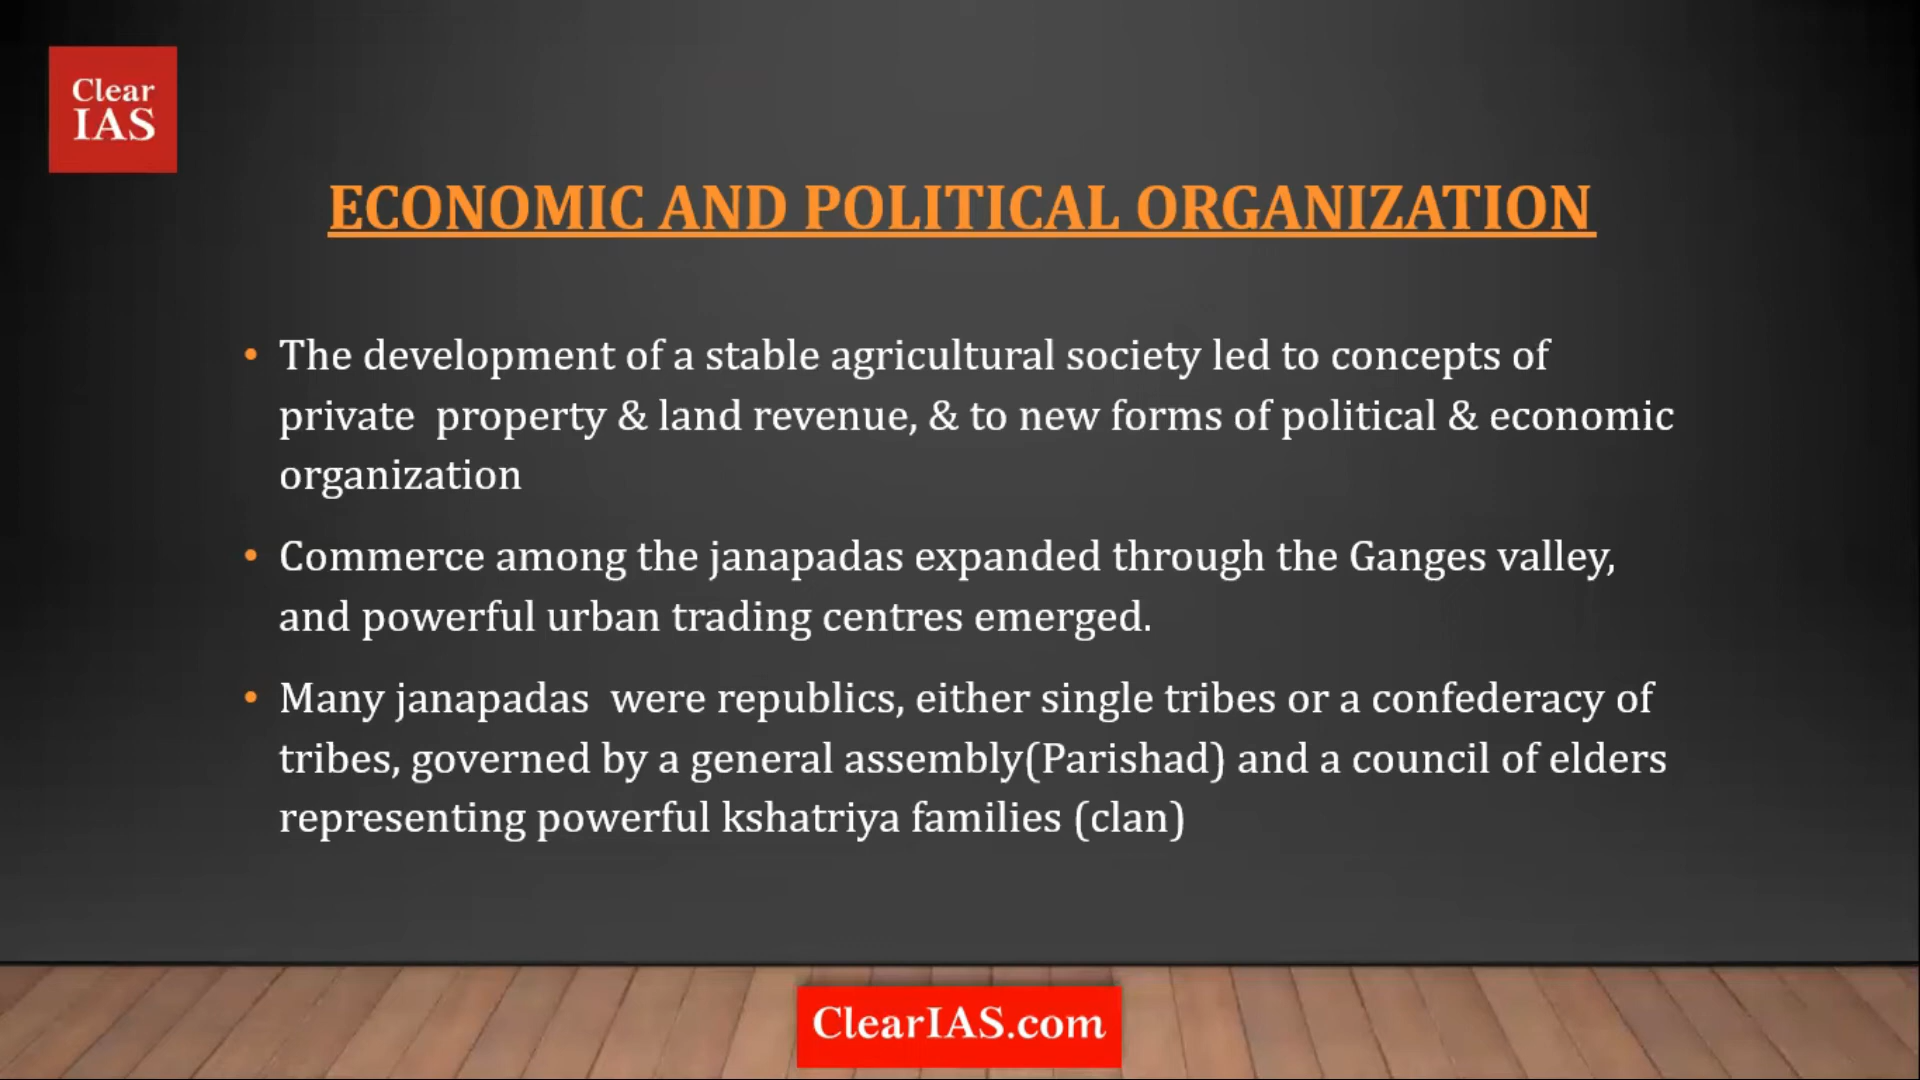 Clear
IAS
ECONOMIC AND POLITICAL ORGANIZATION
• The development of a stable agricultural society led to concepts of
private  property & land revenue, & to new forms of political & economic
organization
• Commerce among the janapadas expanded through the Ganges valley,
and powerful urban trading centres emerged.
• Many janapadas  were republics, either single tribes or a confederacy of
tribes, governed by a general assembly(Parishad) and a council of elders
representing powerful kshatriya families (clan)
ClearIAS.com